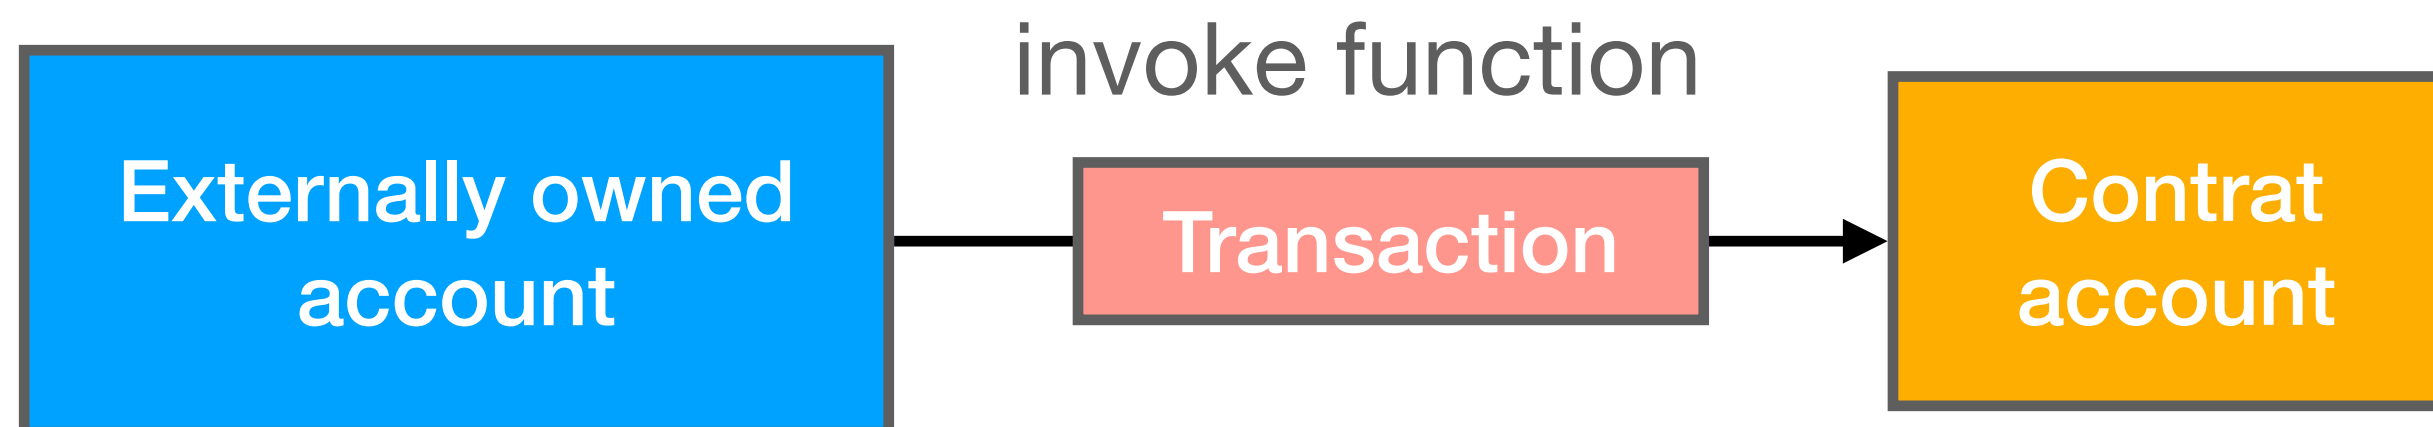 invoke function
Externally owned
account
Transaction
Contrat
account